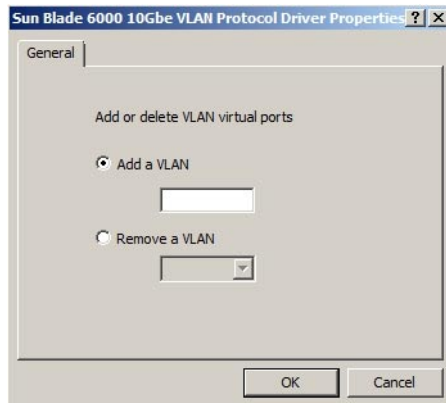 Sun Blade 6000 10Gbe VLAN Protocol Driver Properties ? X
General
Add or delete VLAN virtual ports
Add a VLAN
Remove a VLAN
OK Cancel